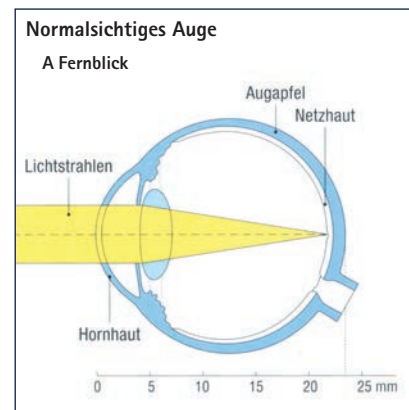 Normalsichtiges Auge
A Fernblick
Augapfel
Netzhaut
Lichtstrahlen
Hornhaut
0 5 10 15 20 25 mm